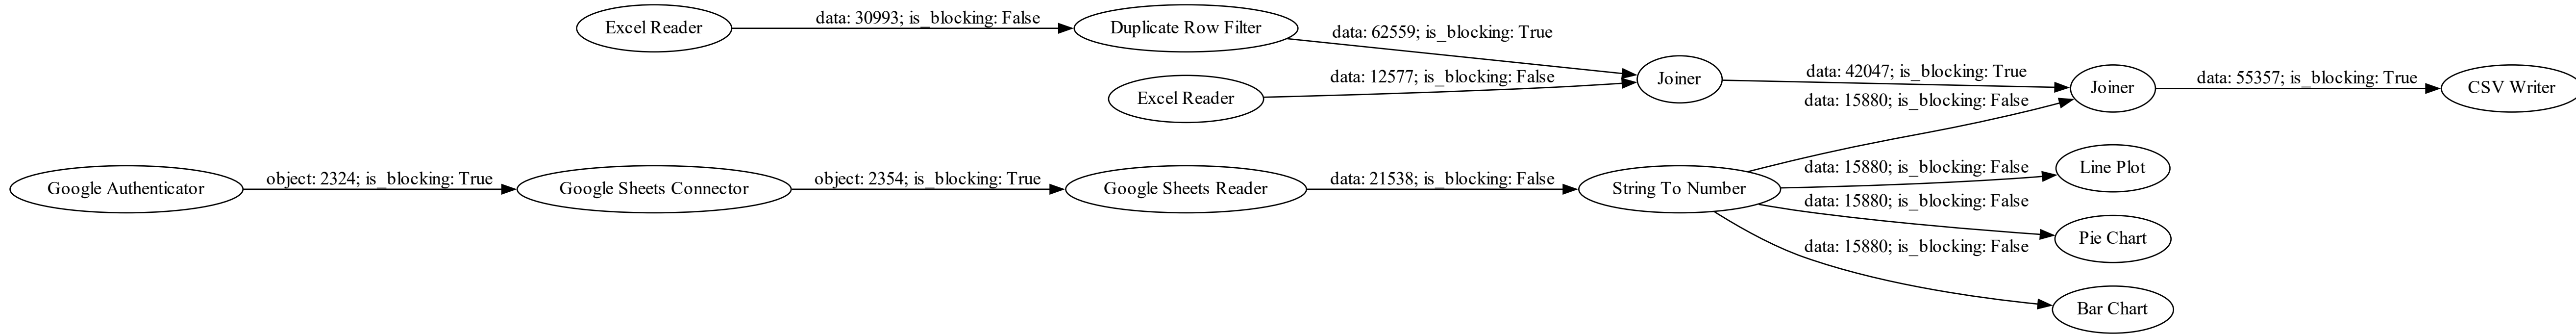 Excel Reader
data: 30993; is_blocking: False
Duplicate Row Filter
data: 62559; is_blocking: True
Excel Reader
data: 12577; is_blocking: False
Joiner
data: 42047; is_blocking: True
Joiner
data: 55357; is_blocking: True
CSV Writer
Google Authenticator
object: 2324; is_blocking: True
Google Sheets Connector
object: 2354; is_blocking: True
Google Sheets Reader
data: 21538; is_blocking: False
String To Number
data: 15880; is_blocking: False
data: 15880; is_blocking: False
Line Plot
data: 15880; is_blocking: False
Pie Chart
data: 15880; is_blocking: False
Bar Chart